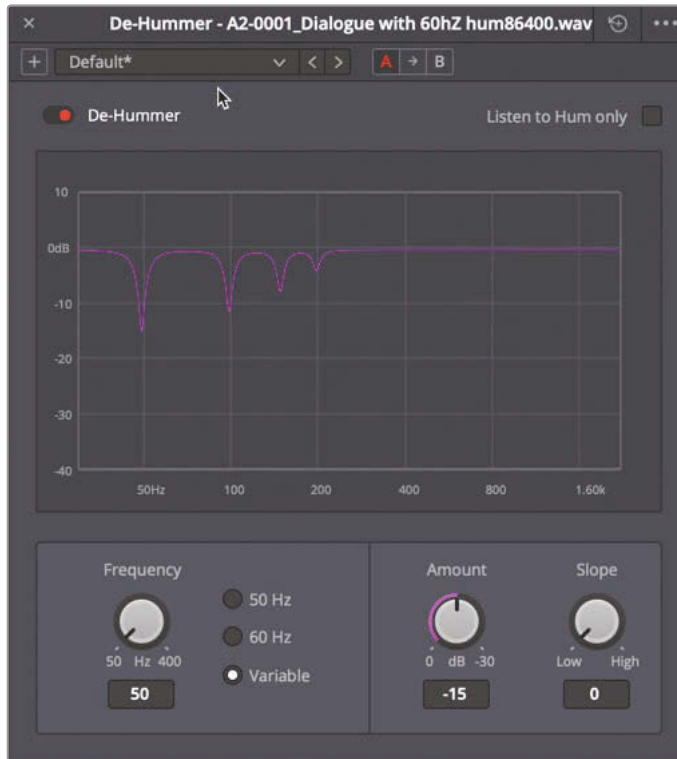 De-Hummer - A2-0001_Dialogue with 60hZ hum86400.wav
Default*
A B
De-Hummer
Listen to Hum only
10
0dB
-10
-20
-30
-40
50Hz 100 200 400 800 1.60k
Frequency
50 Hz 400
50
50 Hz
60 Hz
Variable
Amount
0 dB -30
-15
Slope
Low High
0